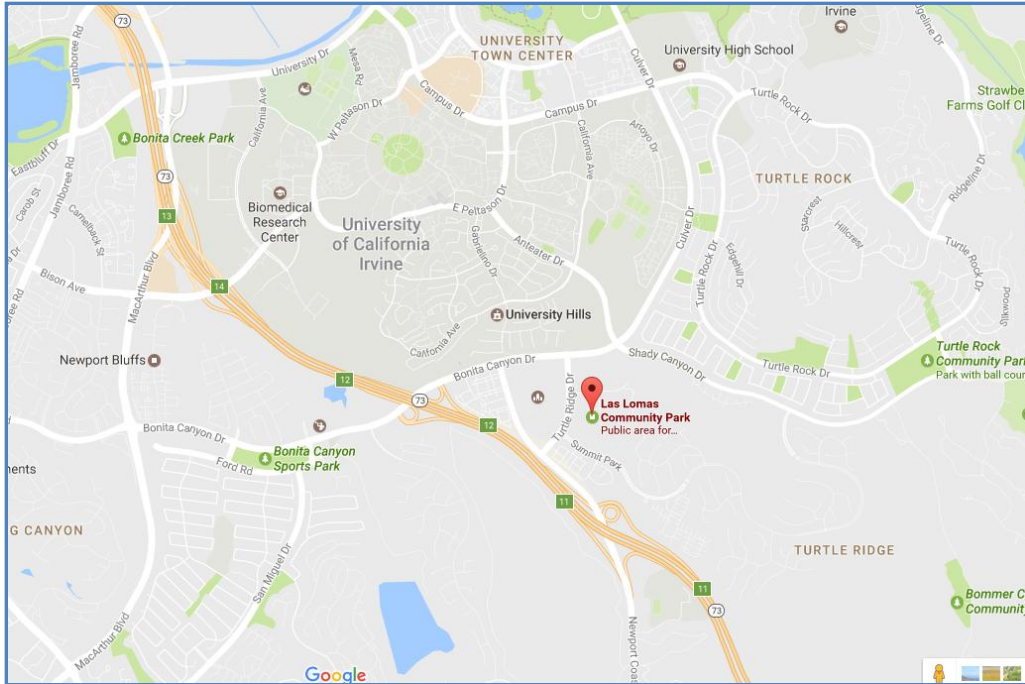 73
Jamboree Rd
University Dr
Mesa Rd
UNIVERSITY
TOWN CENTER
University High School
Irvine
Ridgeline Dr
Culver Dr
Campus Dr
Campus Dr
Turtle Rock Dr
Farms Golf
California Ave
W Peltason Dr
California Ave
Arroyo Dr
Bonita Creek Park
Eastbluff Dr
Jamboree Rd
Carob St
Camelback St
73
13
Biomedical
Research
Center
University
of California
Irvine
E Peltason Dr
Gabrielino Dr
Anteater Dr
Culver Dr
TURTLE ROCK
Starcrest
Hillcrest
Ridgeline Dr
Turtle Rock Dr
Edgehill Dr
Turtle Rock Dr
Silkwood
Bison Ave
MacArthur Blvd
14
University Hills
California Ave
Newport Bluffs
12
Bonita Canyon Dr
Shady Canyon Dr
Turtle Rock Dr
Turtle Rock
Community
Park with ball
73
12
Turtle Ridge Dr
Las Lomas
Community Park
Public area for...
Summit Park
Bonita Canyon Dr
Ford Rd
Bonita Canyon
Sports Park
CANYON
San Miguel Dr
MacArthur Blvd
11
TURTLE RIDGE
11
73
Newport
Bommer
Community
Google